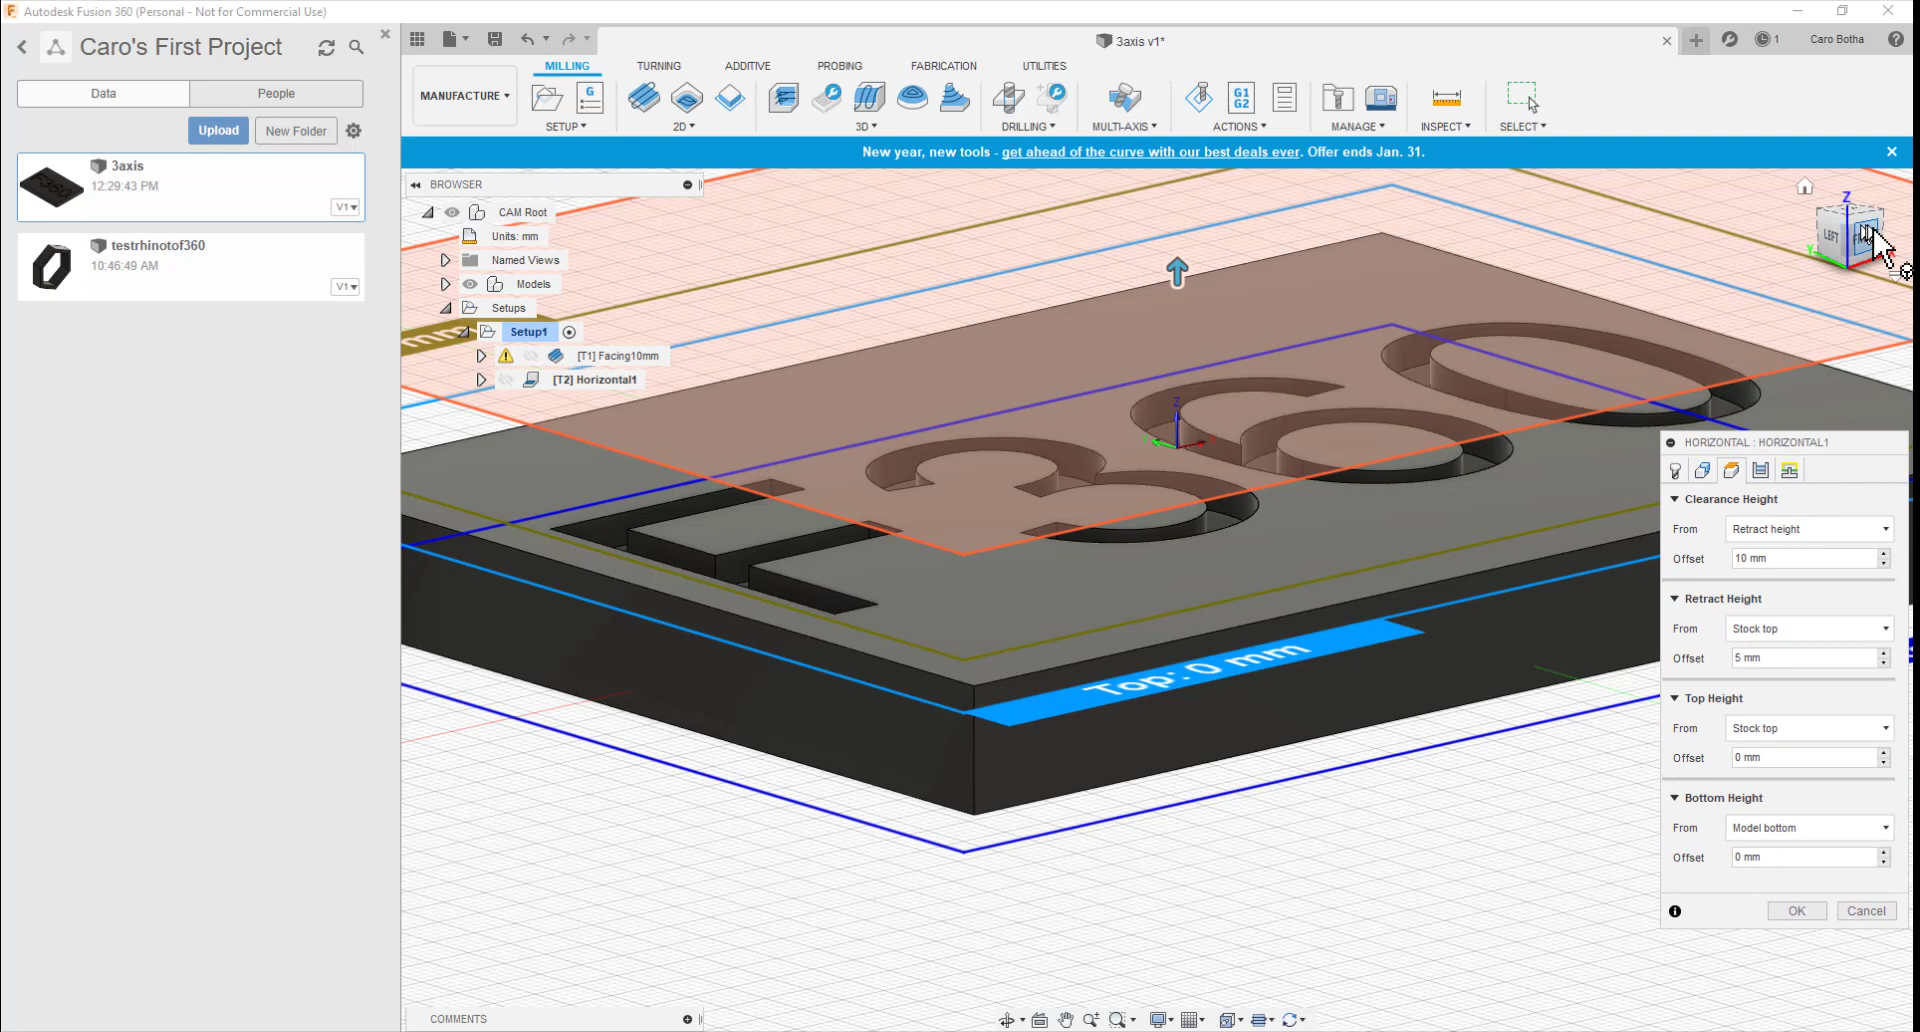 Autodesk Fusion 360 (Personal - Not for Commercial Use)
Caro's First Project
Data
People
Upload
New Folder
3axis
12:29:43 PM
V1
testrhinotof360
10:46:49 AM
V1
3axis v1*
1
Caro Botha
MANUFACTURE
MILLING
TURNING
ADDITIVE
PROBING
FABRICATION
UTILITIES
G
G1
G2
SETUP
2D
3D
DRILLING
MULTI-AXIS
ACTIONS
MANAGE
INSPECT
SELECT
New year, new tools - get ahead of the curve with our best deals ever. Offer ends Jan. 31.
BROWSER
CAM Root
Units: mm
Named Views
Models
Setups
Setup1
[T1] Facing10mm
[T2] Horizontal1
mm
F360
Top: 0 mm
Z
LEFT
Y
Z
HORIZONTAL : HORIZONTAL1
Clearance Height
From
Retract height
Offset
10 mm
Retract Height
From
Stock top
Offset
5 mm
Top Height
From
Stock top
Offset
0 mm
Bottom Height
From
Model bottom
Offset
0 mm
OK
Cancel
COMMENTS